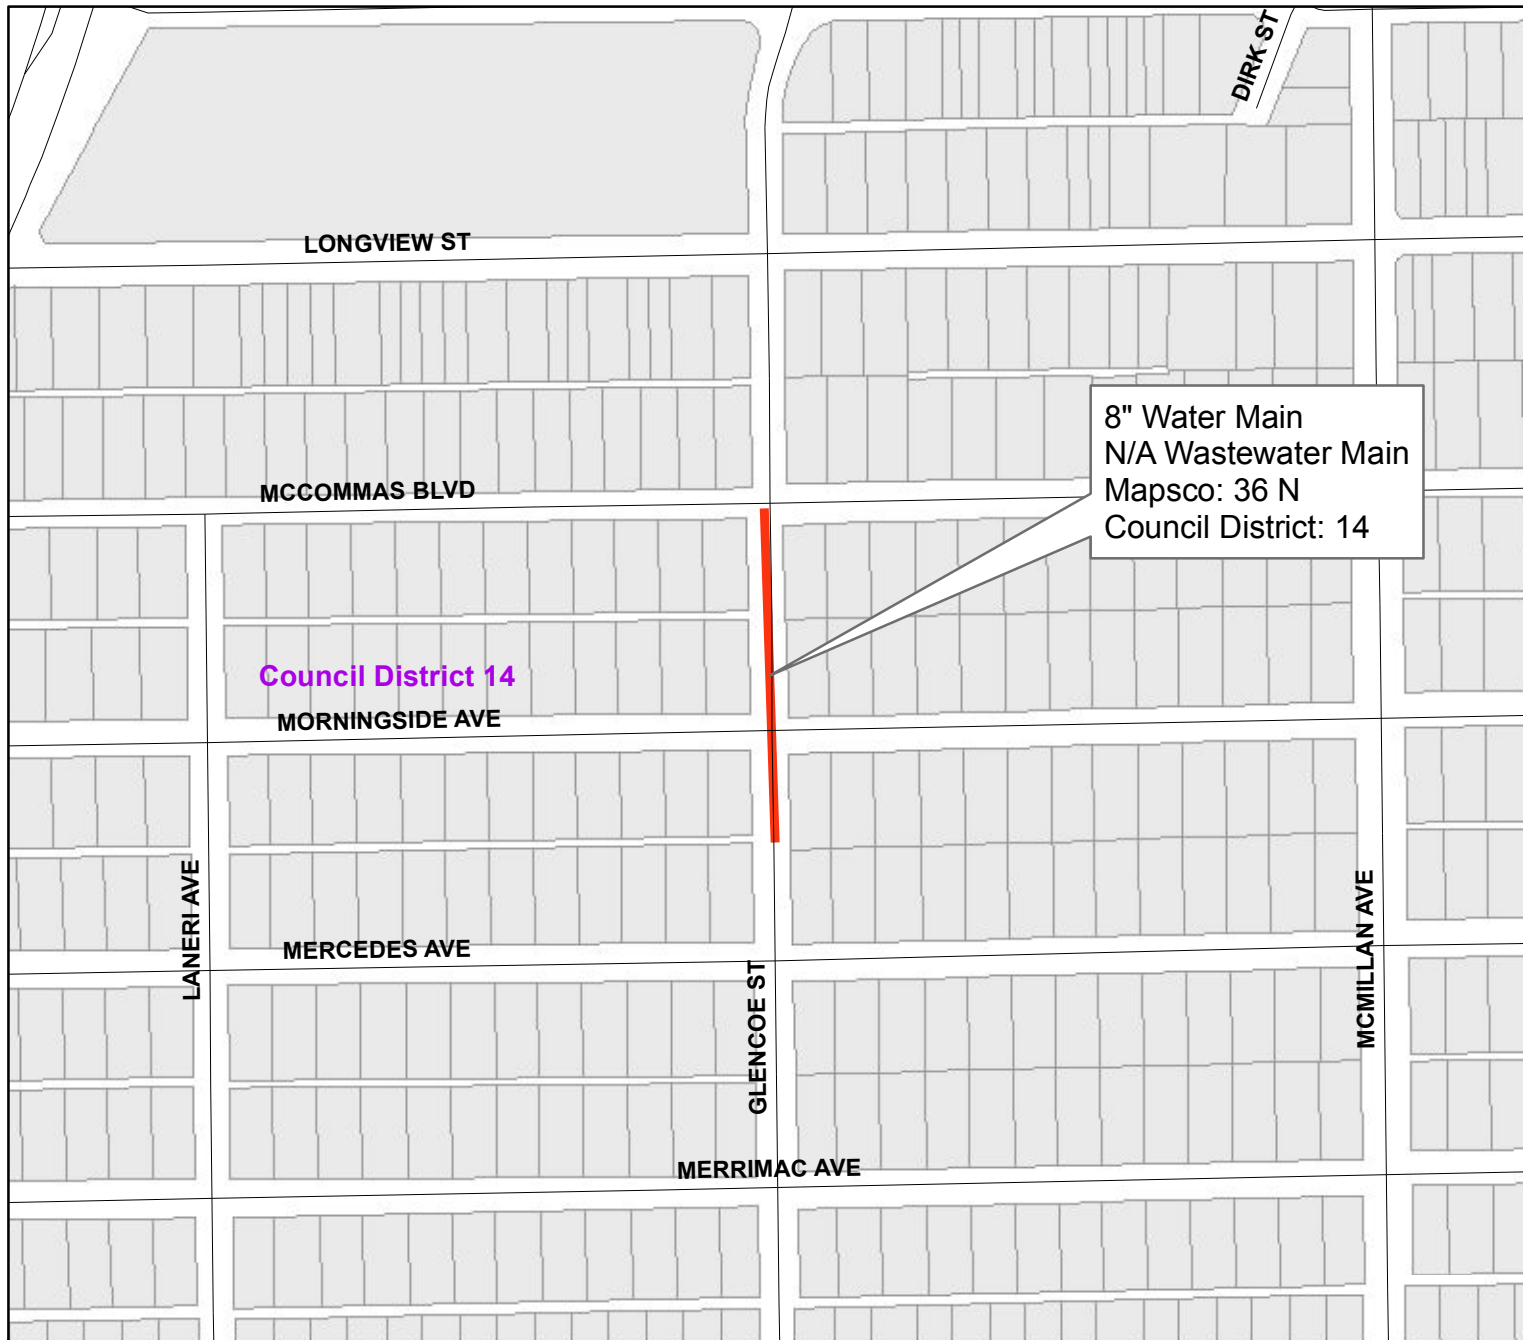 DIRK ST
LONGVIEW ST
8" Water Main
N/A Wastewater Main
Mapsco: 36 N
Council District: 14
MCCOMMAS BLVD
Council District 14
MORNINGSIDE AVE
LANERI AVE
MERCEDES AVE
GLENCOE ST
MCMILLAN AVE
MERRIMAC AVE